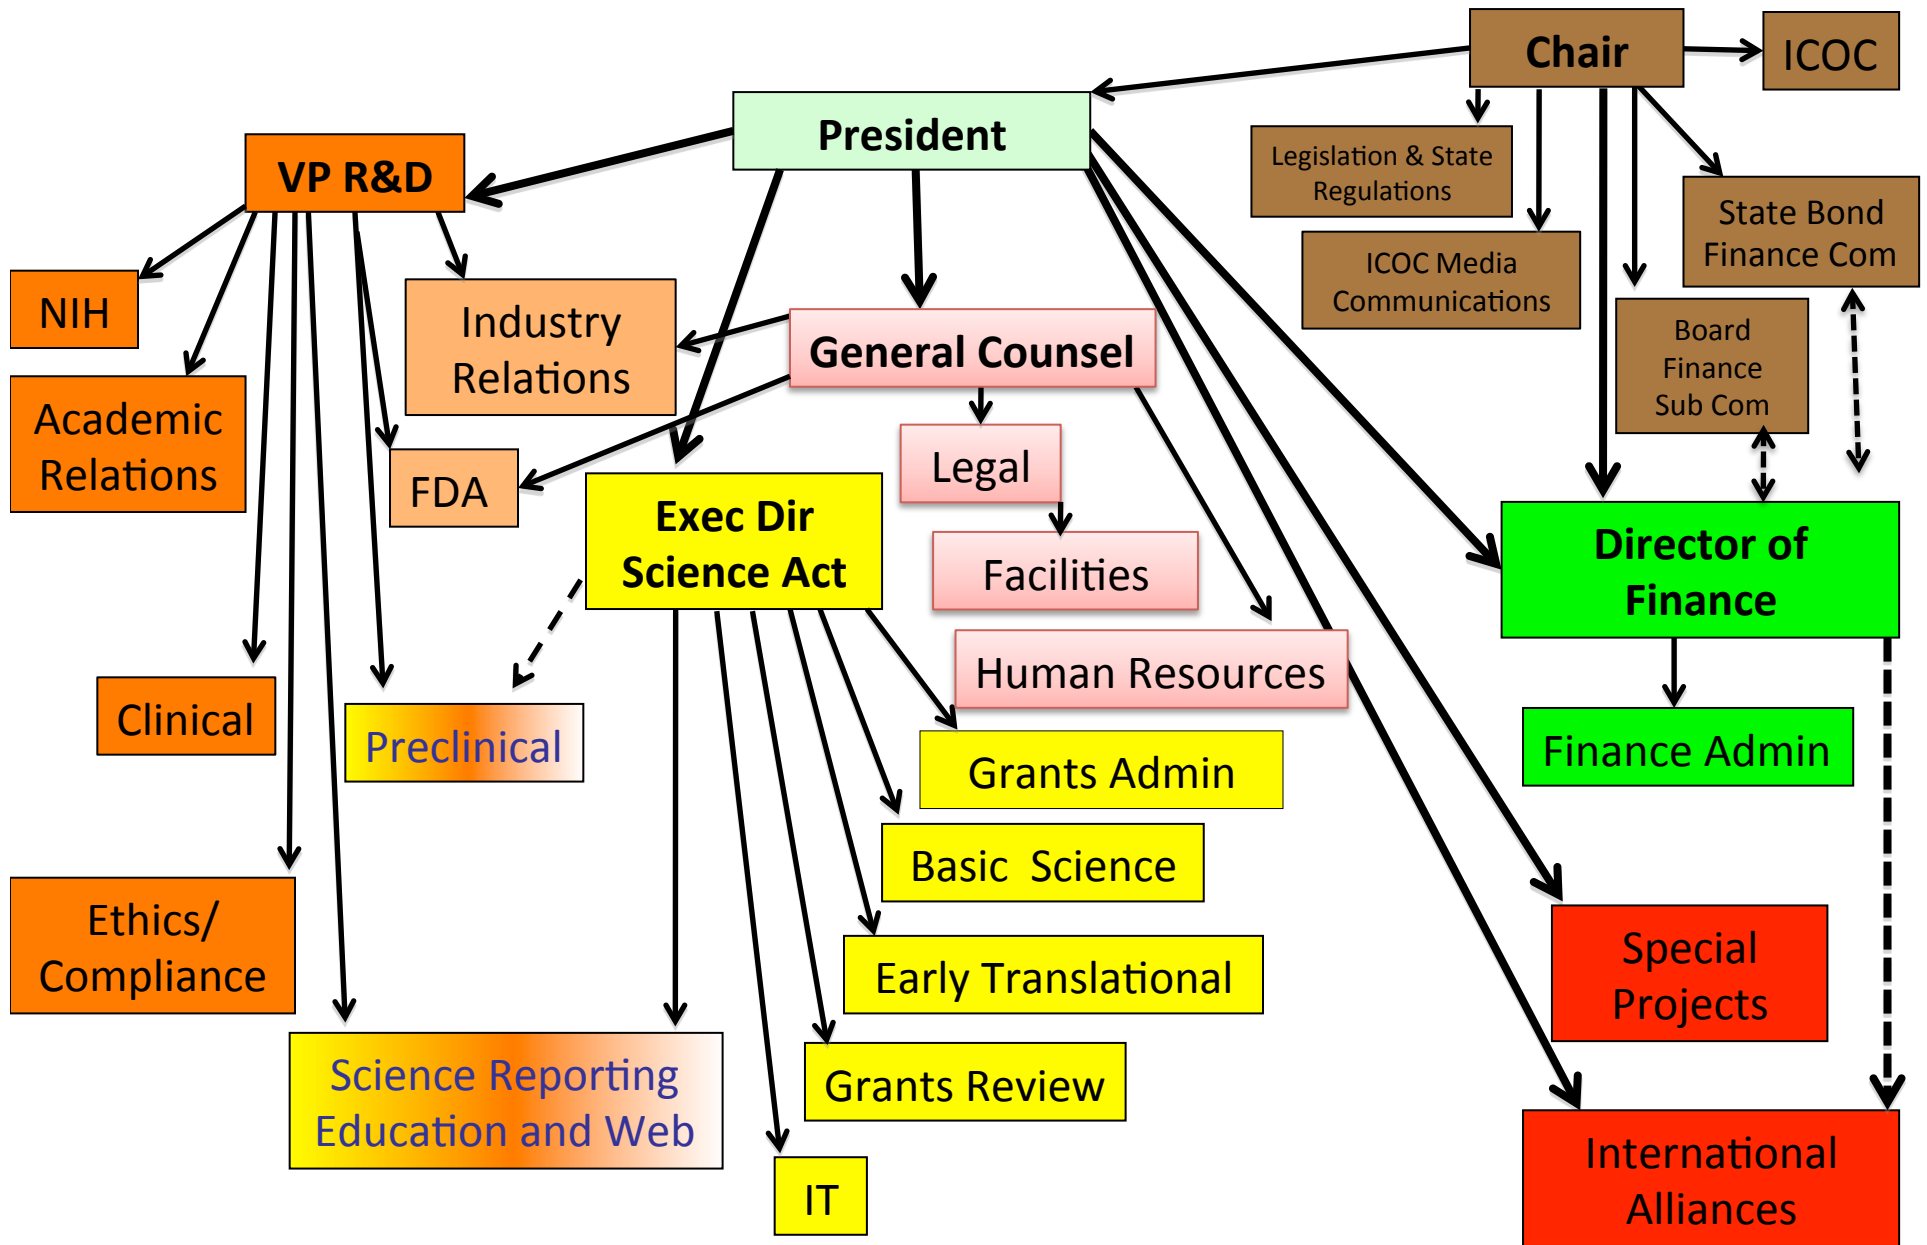 Chair
ICOC
President
VP R&D
Legislation & State
Regulations
State Bond
Finance Com
ICOC Media
Communications
NIH
Industry
Relations
General Counsel
Board
Finance
Sub Com
Academic
Relations
FDA
Legal
Exec Dir
Science Act
Facilities
Director of
Finance
Human Resources
Clinical
Preclinical
Grants Admin
Finance Admin
Basic  Science
Ethics/
Compliance
Early Translational
Special
Projects
Science Reporting
Education and Web
Grants Review
IT
International
Alliances